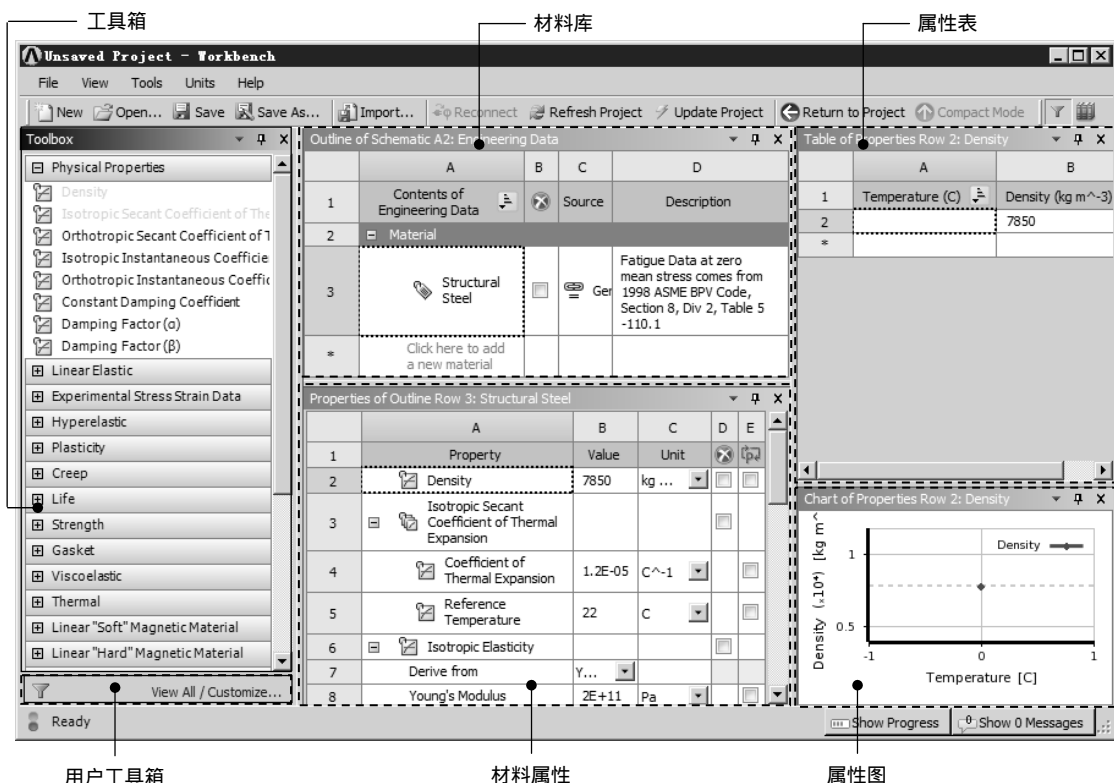 工具箱
材料库
属性表
Unsaved Project - Workbench
File View Tools Units Help
New Open... Save Save As... Import... Reconnect Refresh Project Update Project Return to Project Compact Mode
Toolbox
Physical Properties
Density
Isotropic Secant Coefficient of The
Orthotropic Secant Coefficient of T
Isotropic Instantaneous Coefficie
Orthotropic Instantaneous Coeffic
Constant Damping Coefficient
Damping Factor (α)
Damping Factor (β)
Linear Elastic
Experimental Stress Strain Data
Hyperelastic
Plasticity
Creep
Life
Strength
Gasket
Viscoelastic
Thermal
Linear "Soft" Magnetic Material
Linear "Hard" Magnetic Material
View All / Customize...
Outline of Schematic A2: Engineering Data
A B C D
1 Contents of Engineering Data Source Description
2 Material
3 Structural Steel Ger Fatigue Data at zero
mean stress comes from
1998 ASME BPV Code,
Section 8, Div 2, Table 5
-110.1
* Click here to add
a new material
Properties of Outline Row 3: Structural Steel
A B C D E
1 Property Value Unit
2 Density 7850 kg ...
3 Isotropic Secant
Coefficient of Thermal
Expansion
4 Coefficient of
Thermal Expansion 1.2E-05 C^-1
5 Reference
Temperature 22 C
6 Isotropic Elasticity
7 Derive from Y...
8 Young's Modulus 2E+11 Pa
Table of Properties Row 2: Density
A B
1 Temperature (C) Density (kg m^-3)
2 7850
*
Chart of Properties Row 2: Density
Density (x10⁴) [kg m^
1
0.5
Density
-1 0 1
Temperature [C]
Ready
Show Progress 0 Show 0 Messages
用户工具箱
材料属性
属性图